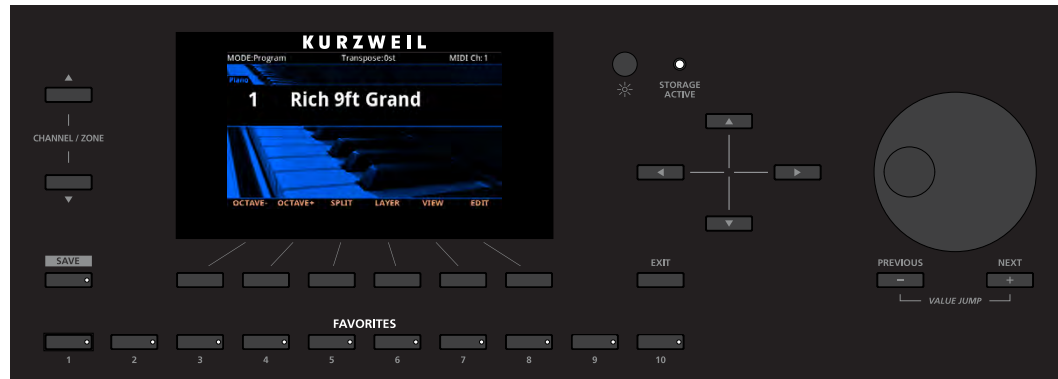 KURZWEIL
MODE:Program Transpose:0st MIDI Ch: 1
Piano
1 Rich 9ft Grand
OCTAVE- OCTAVE+ SPLIT LAYER VIEW EDIT
STORAGE
ACTIVE
CHANNEL / ZONE
SAVE
EXIT
PREVIOUS NEXT
− +
VALUE JUMP
FAVORITES
1 2 3 4 5 6 7 8 9 10